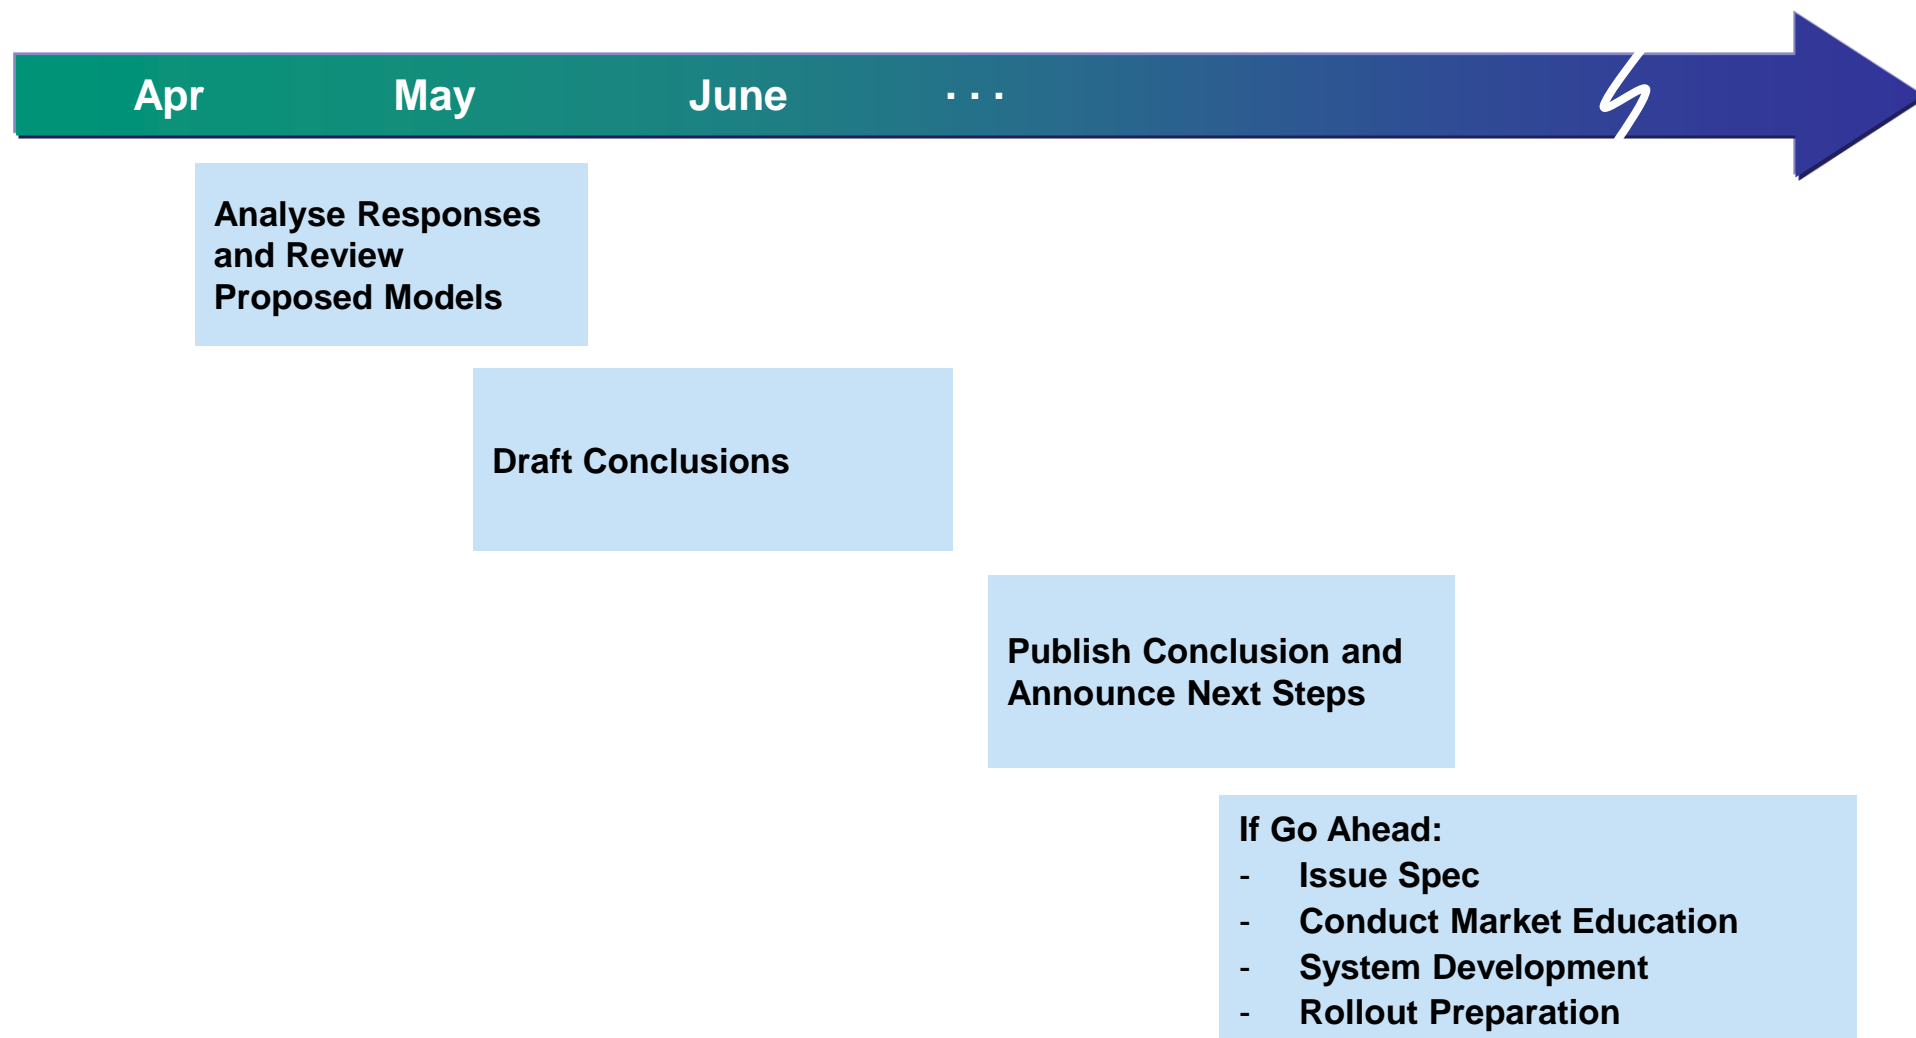 Apr May June . . .
Analyse Responses
and Review
Proposed Models
Draft Conclusions
Publish Conclusion and
Announce Next Steps
If Go Ahead:
- Issue Spec
- Conduct Market Education
- System Development
- Rollout Preparation